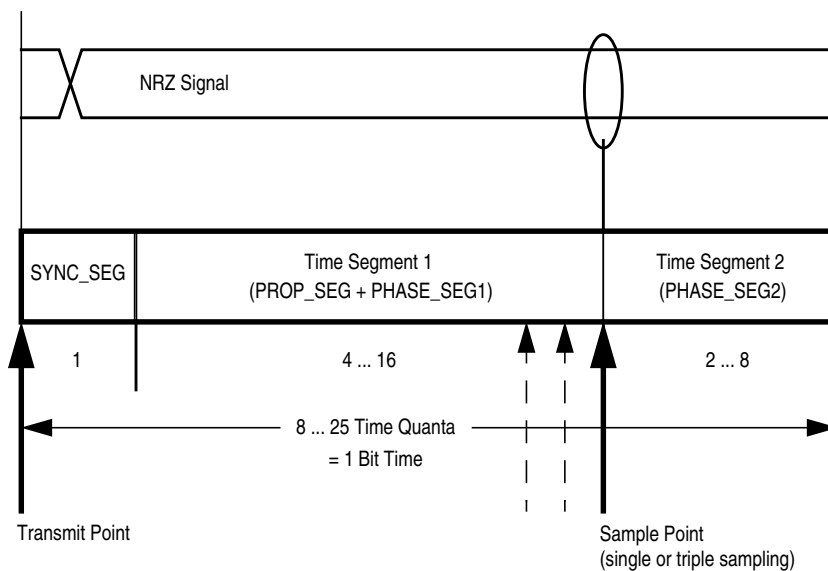 NRZ Signal
SYNC_SEG
Time Segment 1
(PROP_SEG + PHASE_SEG1)
Time Segment 2
(PHASE_SEG2)
1
4 ... 16
2 ... 8
8 ... 25 Time Quanta
= 1 Bit Time
Transmit Point
Sample Point
(single or triple sampling)